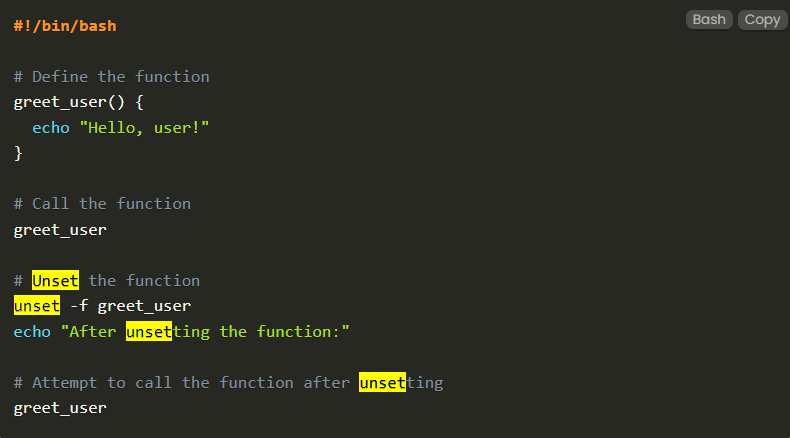 Bash Copy
#!/bin/bash
# Define the function
greet_user() {
  echo "Hello, user!"
}
# Call the function
greet_user
# Unset the function
unset -f greet_user
echo "After unsetting the function:"
# Attempt to call the function after unsetting
greet_user